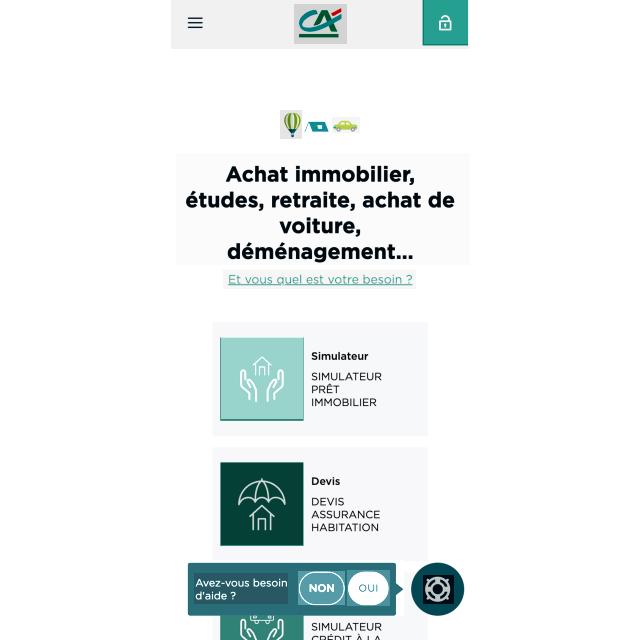 CA
Achat immobilier,
études, retraite, achat de
voiture,
déménagement...
Et vous quel est votre besoin ?
Simulateur
SIMULATEUR
PRÊT
IMMOBILIER
Devis
DEVIS
ASSURANCE
HABITATION
Avez-vous besoin
d'aide ?
NON
OUI
SIMULATEUR
CRÉDIT À LA